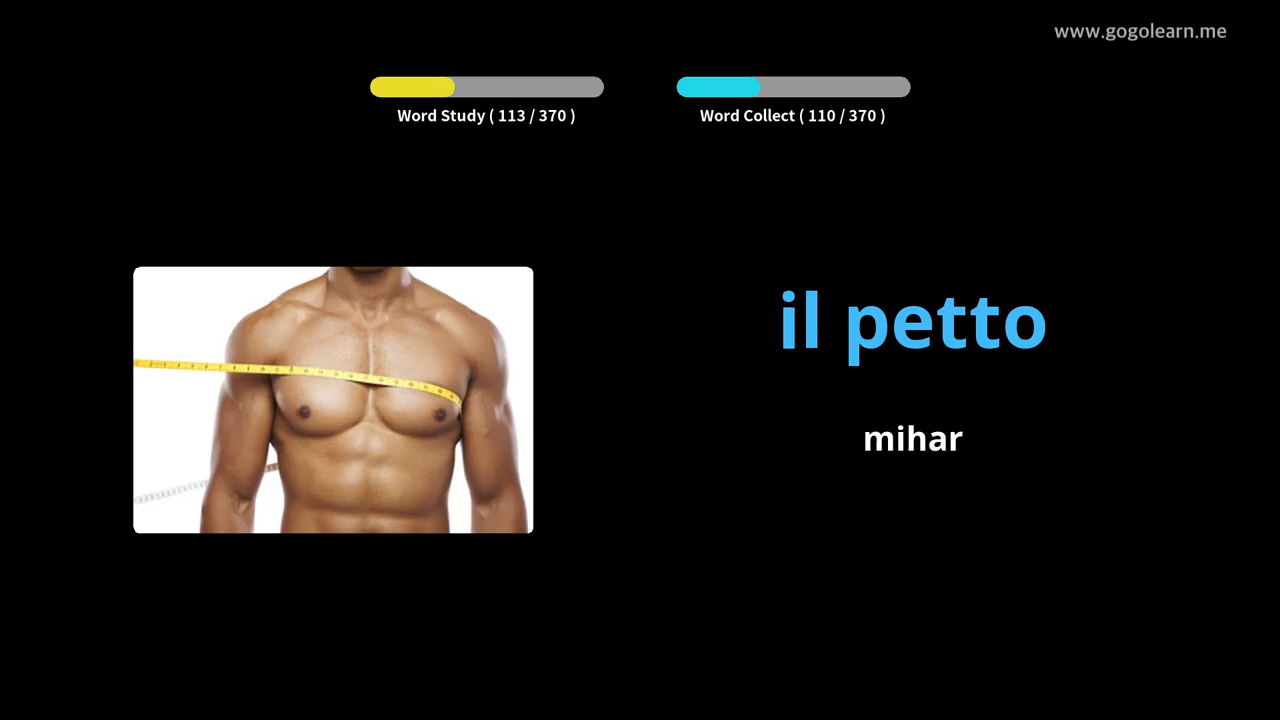 www.gogolearn.me
Word Study ( 113 / 370 )
Word Collect ( 110 / 370 )
il petto
mihar